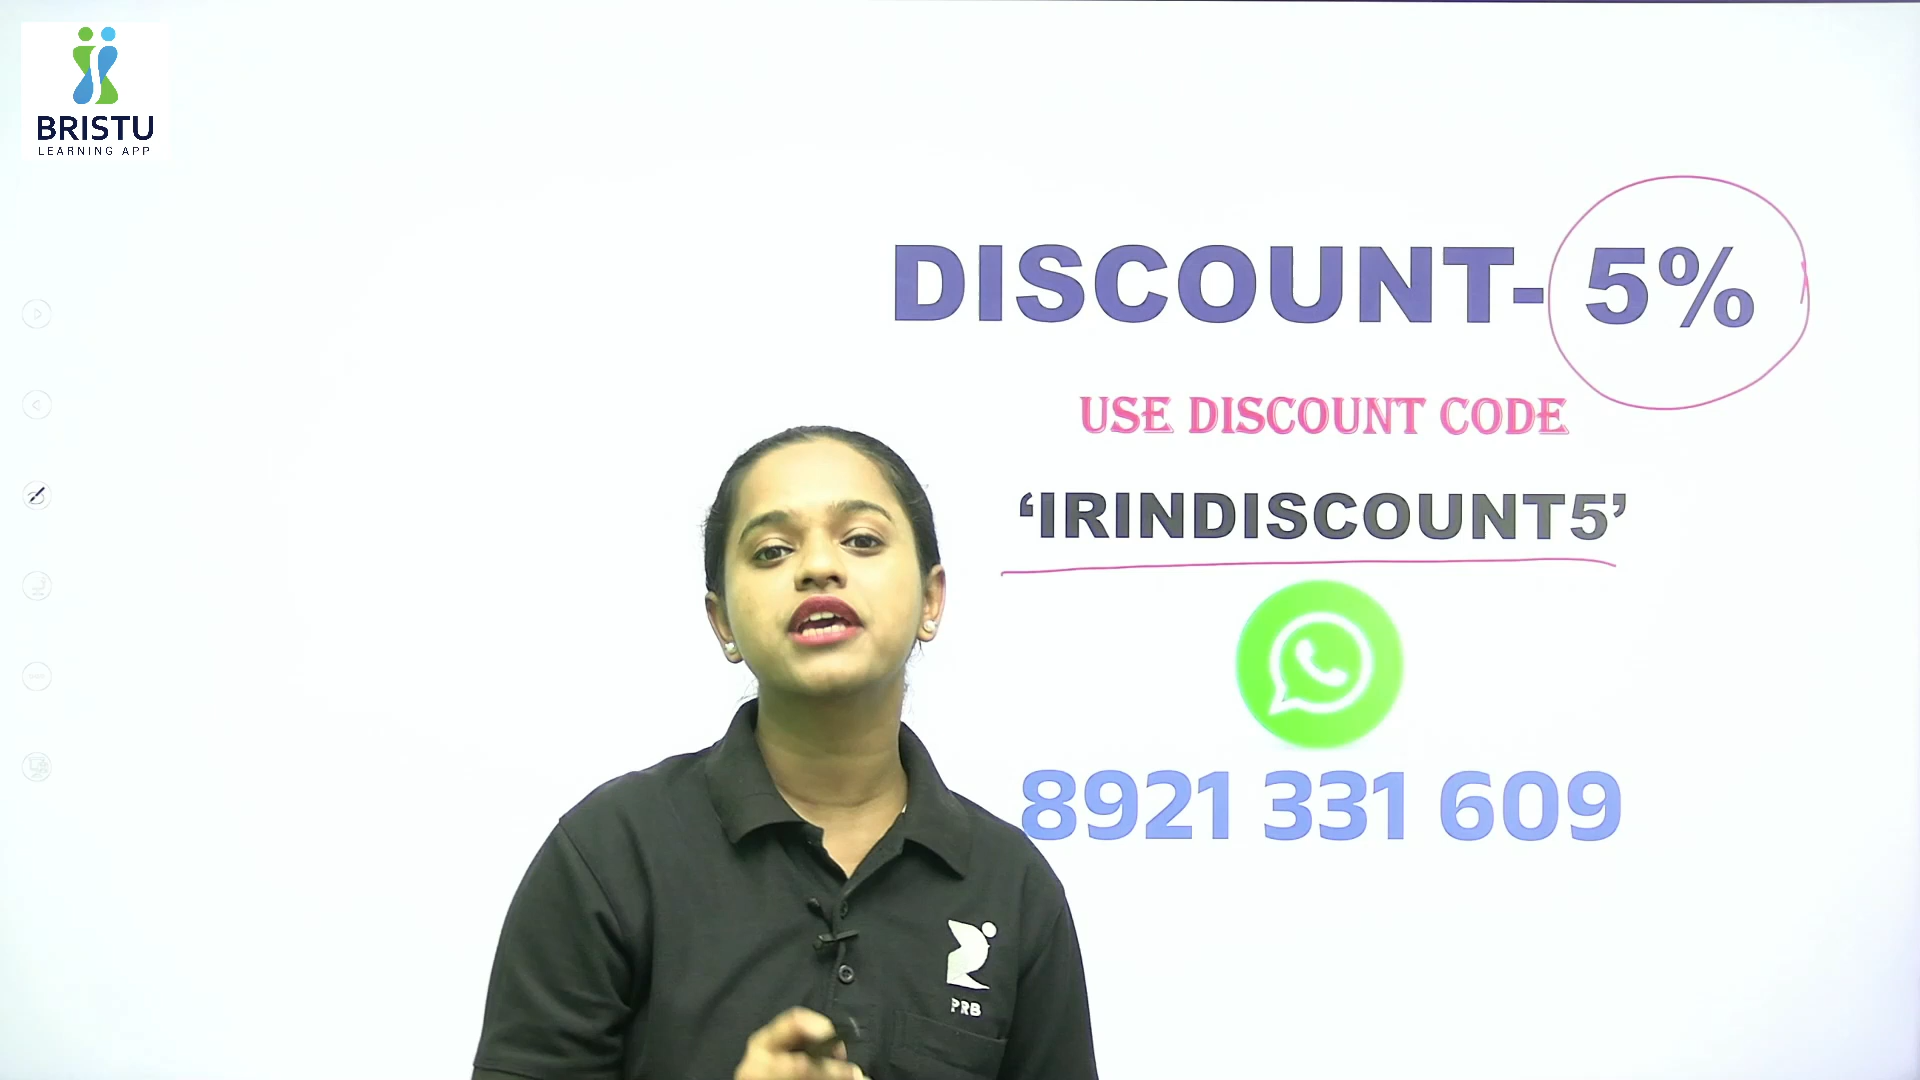 BRISTU
LEARNING APP
DISCOUNT- 5%
USE DISCOUNT CODE
‘IRINDISCOUNT5’
8921 331 609
PRB